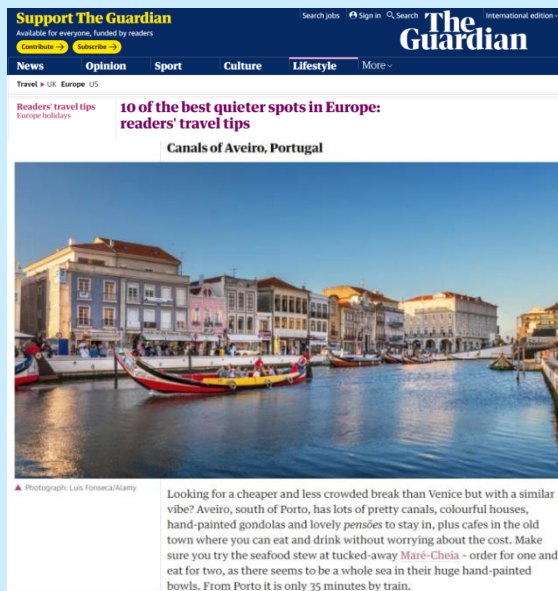 Support The Guardian
Available for everyone, funded by readers
Contribute →
Subscribe →
Search jobs
Sign in
Search
International edition
The Guardian
News
Opinion
Sport
Culture
Lifestyle
More
Travel ▶ UK Europe US
Readers' travel tips
Europe holidays
10 of the best quieter spots in Europe:
readers' travel tips
Canals of Aveiro, Portugal
Photograph: Luis Fonseca/Alamy
Looking for a cheaper and less crowded break than Venice but with a similar
vibe? Aveiro, south of Porto, has lots of pretty canals, colourful houses,
hand-painted gondolas and lovely pensões to stay in, plus cafes in the old
town where you can eat and drink without worrying about the cost. Make
sure you try the seafood stew at tucked-away Maré-Cheia - order for one and
eat for two, as there seems to be a whole sea in their huge hand-painted
bowls. From Porto it is only 35 minutes by train.